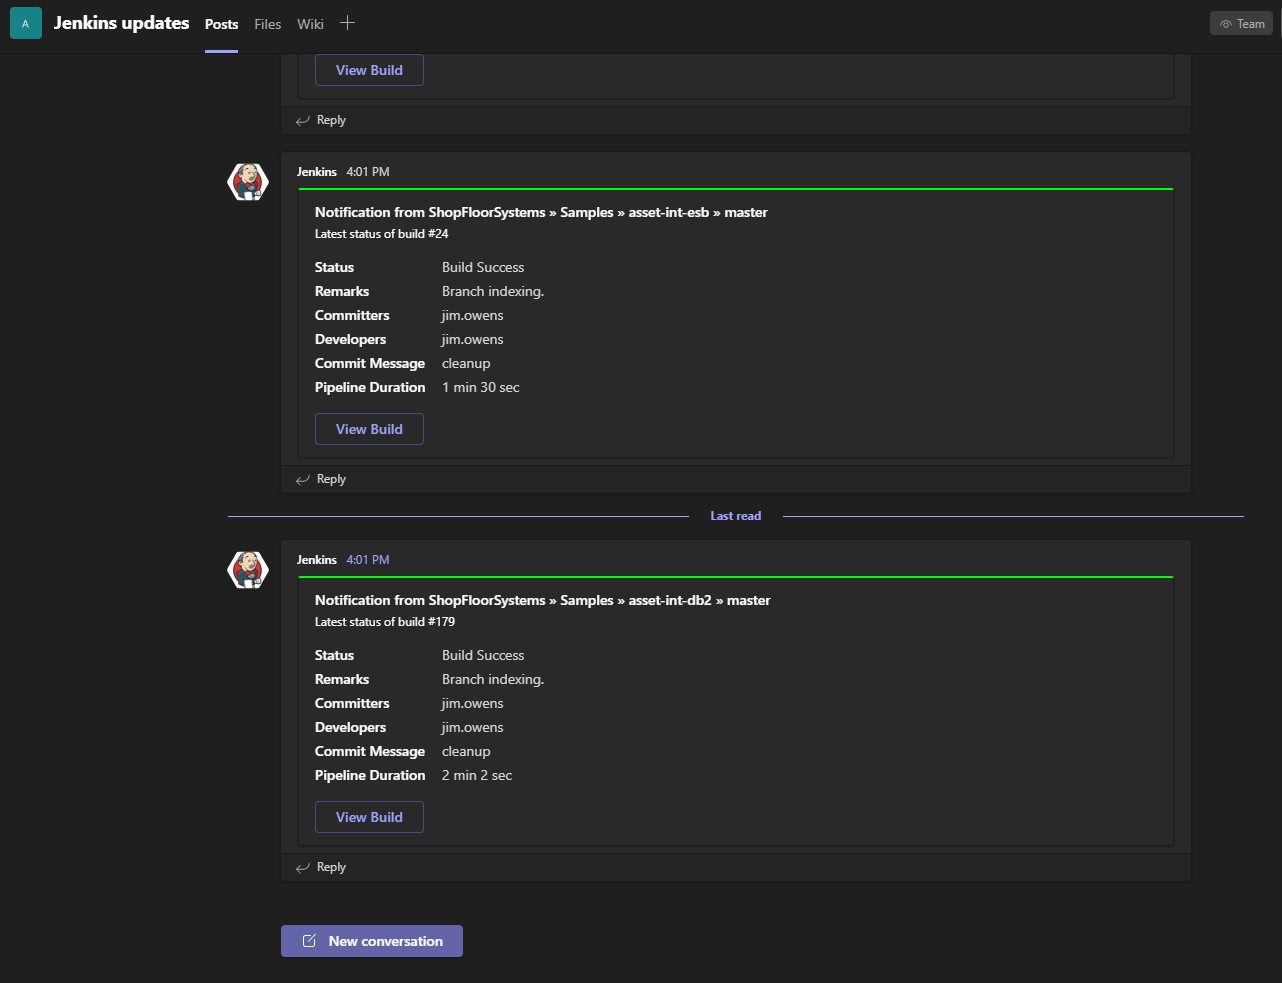 A
Jenkins updates Posts Files Wiki
Team
View Build
Reply
Jenkins 4:01 PM
Notification from ShopFloorSystems » Samples » asset-int-esb » master
Latest status of build #24
Status Build Success
Remarks Branch indexing.
Committers jim.owens
Developers jim.owens
Commit Message cleanup
Pipeline Duration 1 min 30 sec
View Build
Reply
Last read
Jenkins 4:01 PM
Notification from ShopFloorSystems » Samples » asset-int-db2 » master
Latest status of build #179
Status Build Success
Remarks Branch indexing.
Committers jim.owens
Developers jim.owens
Commit Message cleanup
Pipeline Duration 2 min 2 sec
View Build
Reply
New conversation